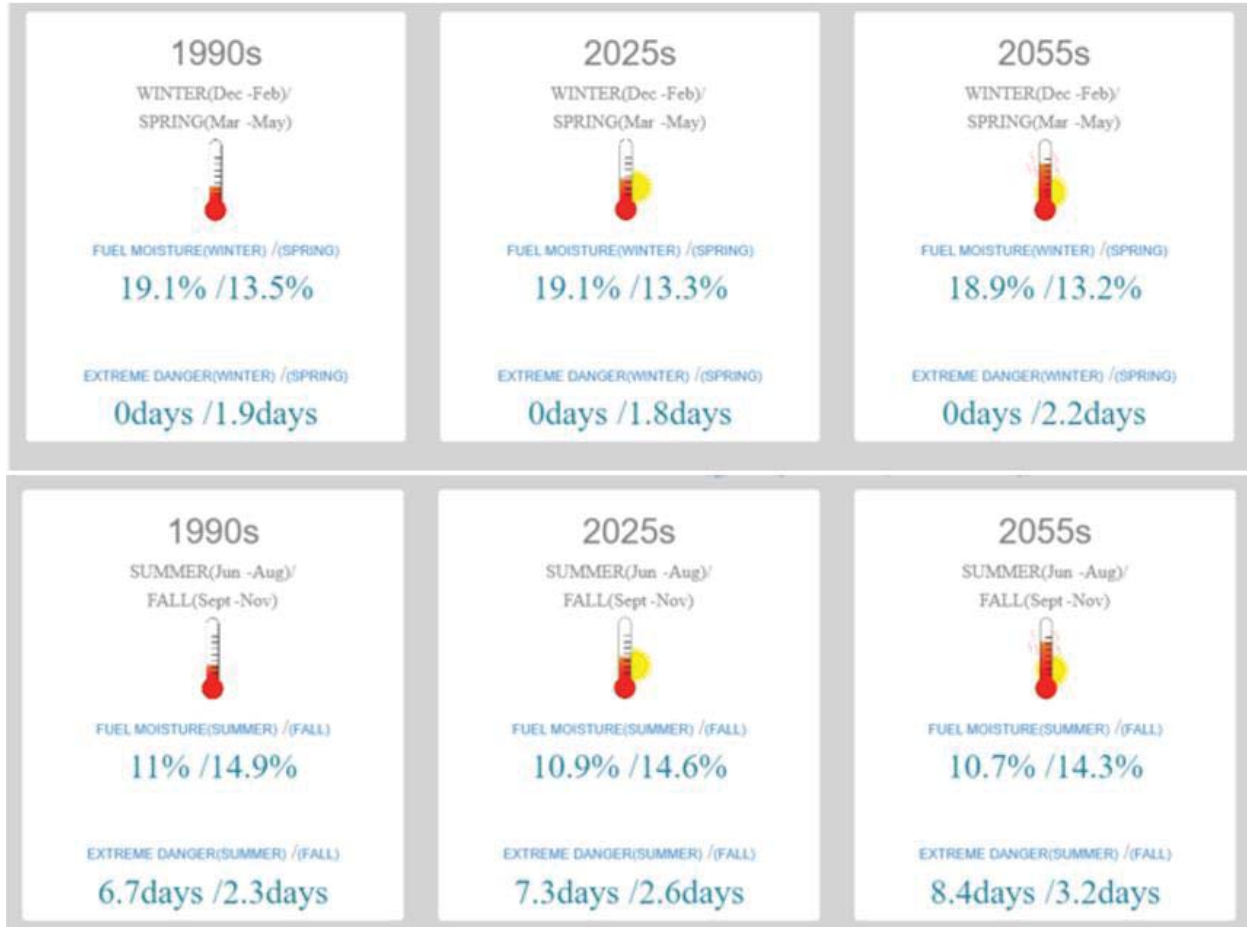 1990s
WINTER(Dec -Feb)/
SPRING(Mar -May)
FUEL MOISTURE(WINTER) /(SPRING)
19.1% /13.5%
EXTREME DANGER(WINTER) /(SPRING)
0days /1.9days
2025s
WINTER(Dec -Feb)/
SPRING(Mar -May)
FUEL MOISTURE(WINTER) /(SPRING)
19.1% /13.3%
EXTREME DANGER(WINTER) /(SPRING)
0days /1.8days
2055s
WINTER(Dec -Feb)/
SPRING(Mar -May)
FUEL MOISTURE(WINTER) /(SPRING)
18.9% /13.2%
EXTREME DANGER(WINTER) /(SPRING)
0days /2.2days
1990s
SUMMER(Jun -Aug)/
FALL(Sept -Nov)
FUEL MOISTURE(SUMMER) /(FALL)
11% /14.9%
EXTREME DANGER(SUMMER) /(FALL)
6.7days /2.3days
2025s
SUMMER(Jun -Aug)/
FALL(Sept -Nov)
FUEL MOISTURE(SUMMER) /(FALL)
10.9% /14.6%
EXTREME DANGER(SUMMER) /(FALL)
7.3days /2.6days
2055s
SUMMER(Jun -Aug)/
FALL(Sept -Nov)
FUEL MOISTURE(SUMMER) /(FALL)
10.7% /14.3%
EXTREME DANGER(SUMMER) /(FALL)
8.4days /3.2days